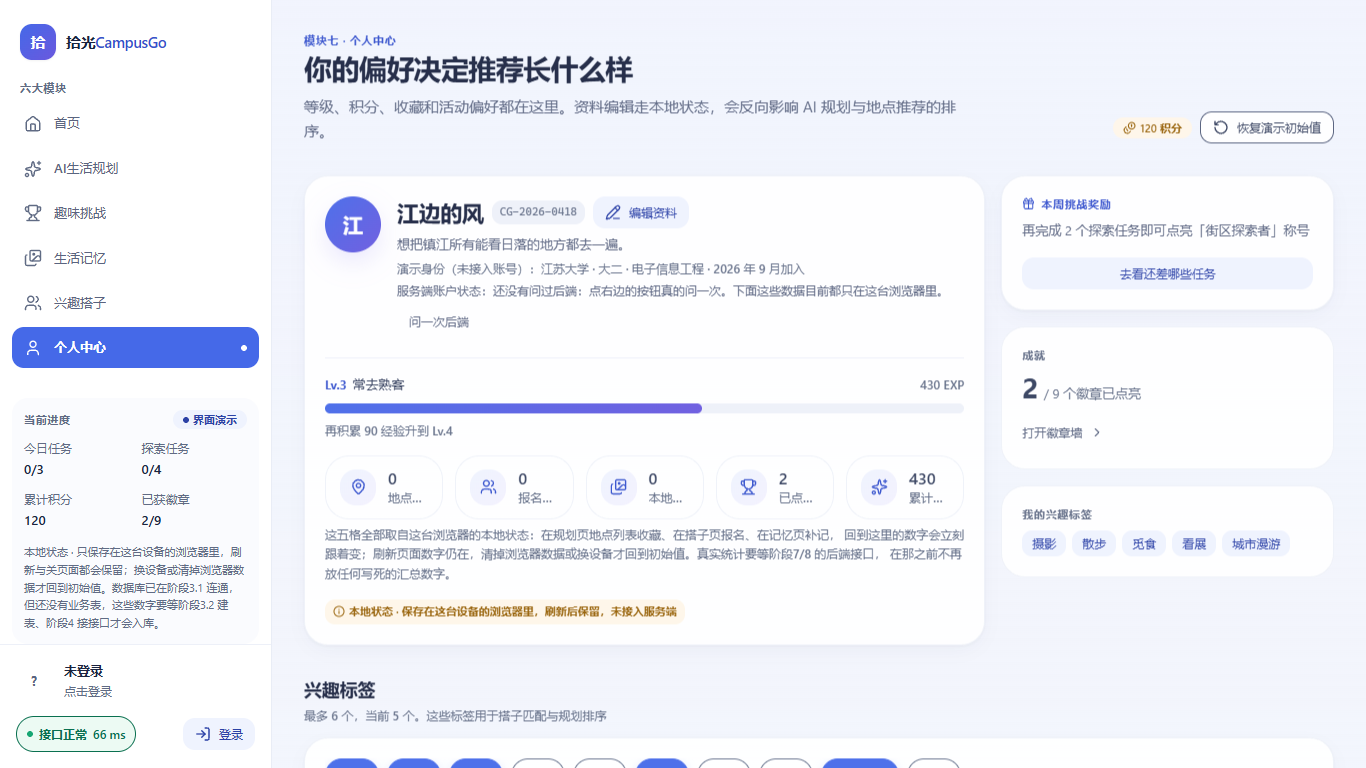 拾 拾光CampusGo
六大模块
首页
AI生活规划
趣味挑战
生活记忆
兴趣搭子
个人中心
当前进度 界面演示
今日任务 探索任务
0/3 0/4
累计积分 已获徽章
120 2/9
本地状态 · 只保存在这台设备的浏览器里，刷
新与关页面都会保留；换设备或清掉浏览器数
据才回到初始值。数据库已在阶段3.1 连通，
但还没有业务表，这些数字要等阶段3.2 建
表、阶段4 接接口才会入库。
? 未登录
点击登录
接口正常 66 ms 登录
模块七 · 个人中心
你的偏好决定推荐长什么样
等级、积分、收藏和活动偏好都在这里。资料编辑走本地状态，会反向影响 AI 规划与地点推荐的排
序。
120 积分 恢复演示初始值
江 江边的风 CG-2026-0418 编辑资料
想把镇江所有能看日落的地方都去一遍。
演示身份（未接入账号）：江苏大学 · 大二 · 电子信息工程 · 2026 年 9 月加入
服务端账户状态：还没有问过后端：点右边的按钮真的问一次。下面这些数据目前都只在这台浏览器里。
问一次后端
Lv.3 常去熟客 430 EXP
再积累 90 经验升到 Lv.4
0 地点...
0 报名...
0 本地...
2 已点...
430 累计...
这五格全部取自这台浏览器的本地状态：在规划页地点列表收藏、在搭子页报名、在记忆页补记， 回到这里的数字会立刻
跟着变；刷新页面数字仍在，清掉浏览器数据或换设备才回到初始值。真实统计要等阶段7/8 的后端接口， 在那之前不再
放任何写死的汇总数字。
本地状态 · 保存在这台设备的浏览器里，刷新后保留，未接入服务端
本周挑战奖励
再完成 2 个探索任务即可点亮「街区探索者」称号
去看还差哪些任务
成就
2 / 9 个徽章已点亮
打开徽章墙
我的兴趣标签
摄影 散步 觅食 看展 城市漫游
兴趣标签
最多 6 个，当前 5 个。这些标签用于搭子匹配与规划排序